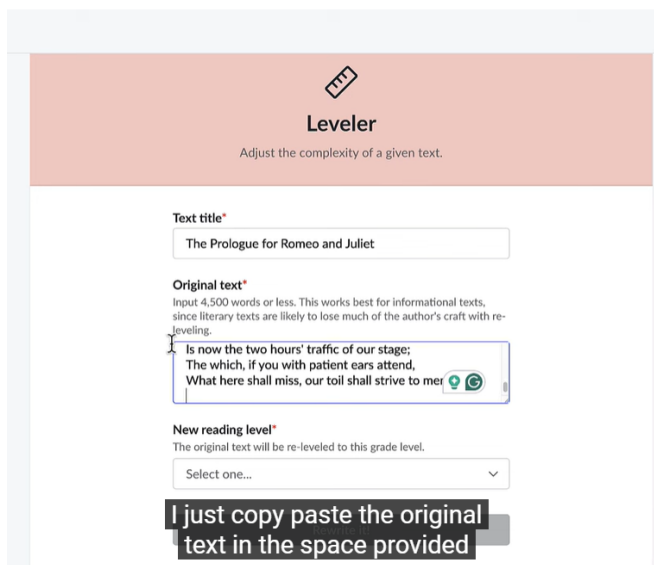 Leveler
Adjust the complexity of a given text.
Text title*
The Prologue for Romeo and Juliet
Original text*
Input 4,500 words or less. This works best for informational texts,
since literary texts are likely to lose much of the author's craft with re-
leveling.
Is now the two hours' traffic of our stage;
The which, if you with patient ears attend,
What here shall miss, our toil shall strive to
New reading level*
The original text will be re-leveled to this grade level.
Select one...
I just copy paste the original
text in the space provided